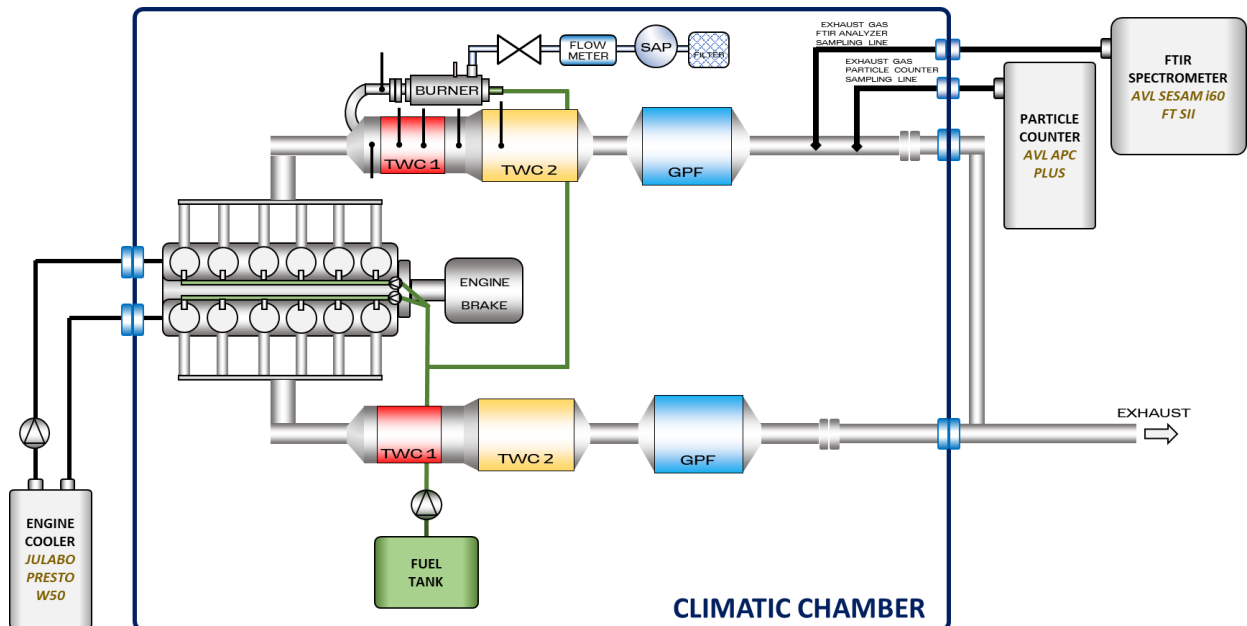 EXHAUST GAS
FTIR ANALYZER
SAMPLING LINE
EXHAUST GAS
PARTICLE COUNTER
SAMPLING LINE
FTIR
SPECTROMETER
AVL SESAM i60
FT SII
PARTICLE
COUNTER
AVL APC
PLUS
FLOW
METER
SAP
FILTER
BURNER
TWC 1
TWC 2
GPF
ENGINE
BRAKE
TWC 1
TWC 2
GPF
EXHAUST
ENGINE
COOLER
JULABO
PRESTO
W50
FUEL
TANK
CLIMATIC CHAMBER